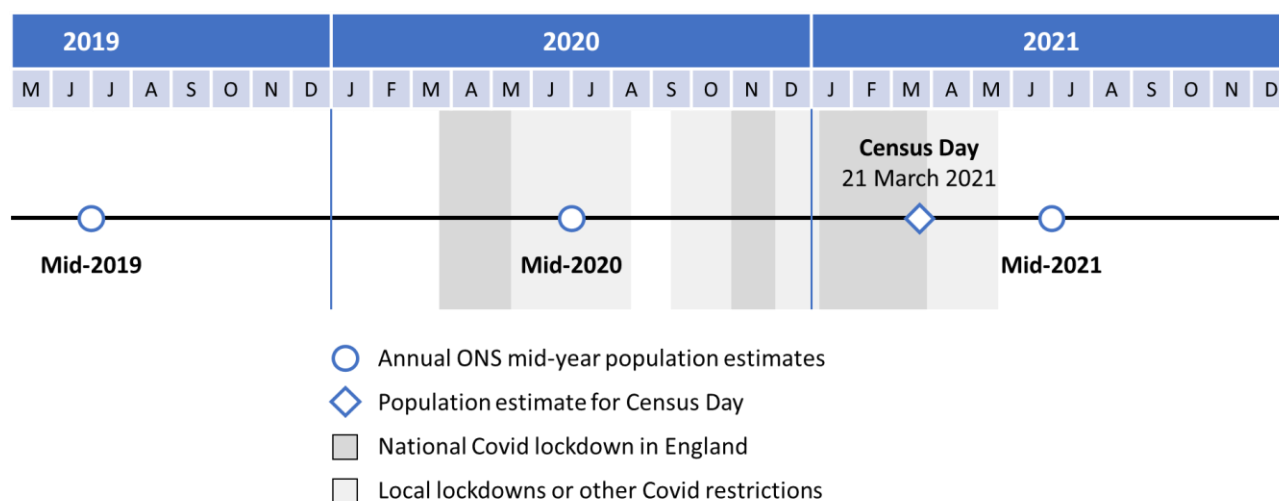 2019 2020 2021
M J J A S O N D J F M A M J J A S O N D J F M A M J J A S O N D
Census Day
21 March 2021
Mid-2019 Mid-2020 Mid-2021
Annual ONS mid-year population estimates
Population estimate for Census Day
National Covid lockdown in England
Local lockdowns or other Covid restrictions